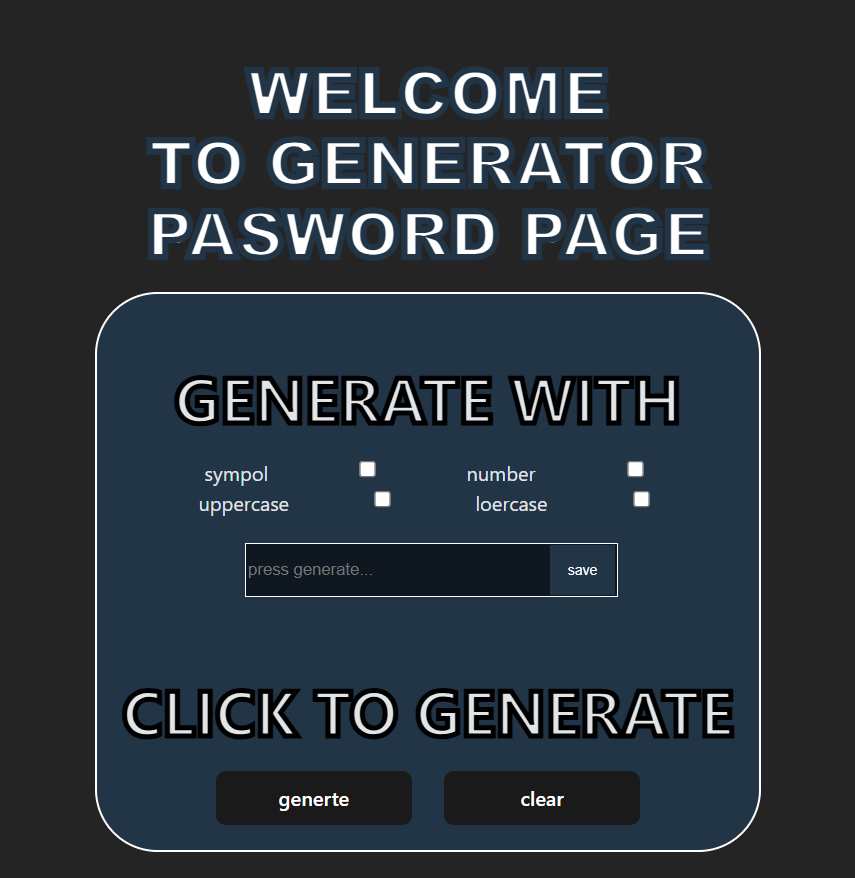 WELCOME
TO GENERATOR
PASWORD PAGE
GENERATE WITH
sympol number
uppercase loercase
press generate... save
CLICK TO GENERATE
generte clear